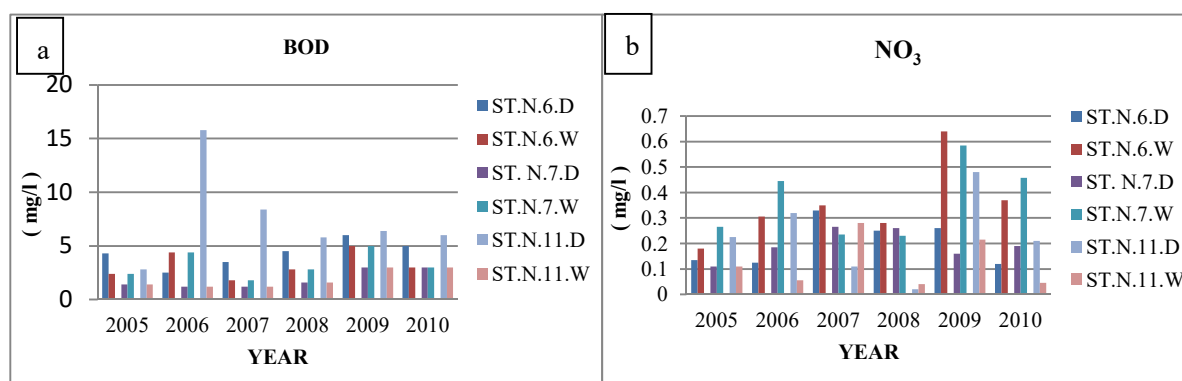 a
BOD
20
15
10
5
0
( mg/l )
2005 2006 2007 2008 2009 2010
YEAR
ST.N.6.D
ST.N.6.W
ST. N.7.D
ST.N.7.W
ST.N.11.D
ST.N.11.W
b
NO₃
0.7
0.6
0.5
0.4
0.3
0.2
0.1
0
( mg/l )
2005 2006 2007 2008 2009 2010
YEAR
ST.N.6.D
ST.N.6.W
ST. N.7.D
ST.N.7.W
ST.N.11.D
ST.N.11.W